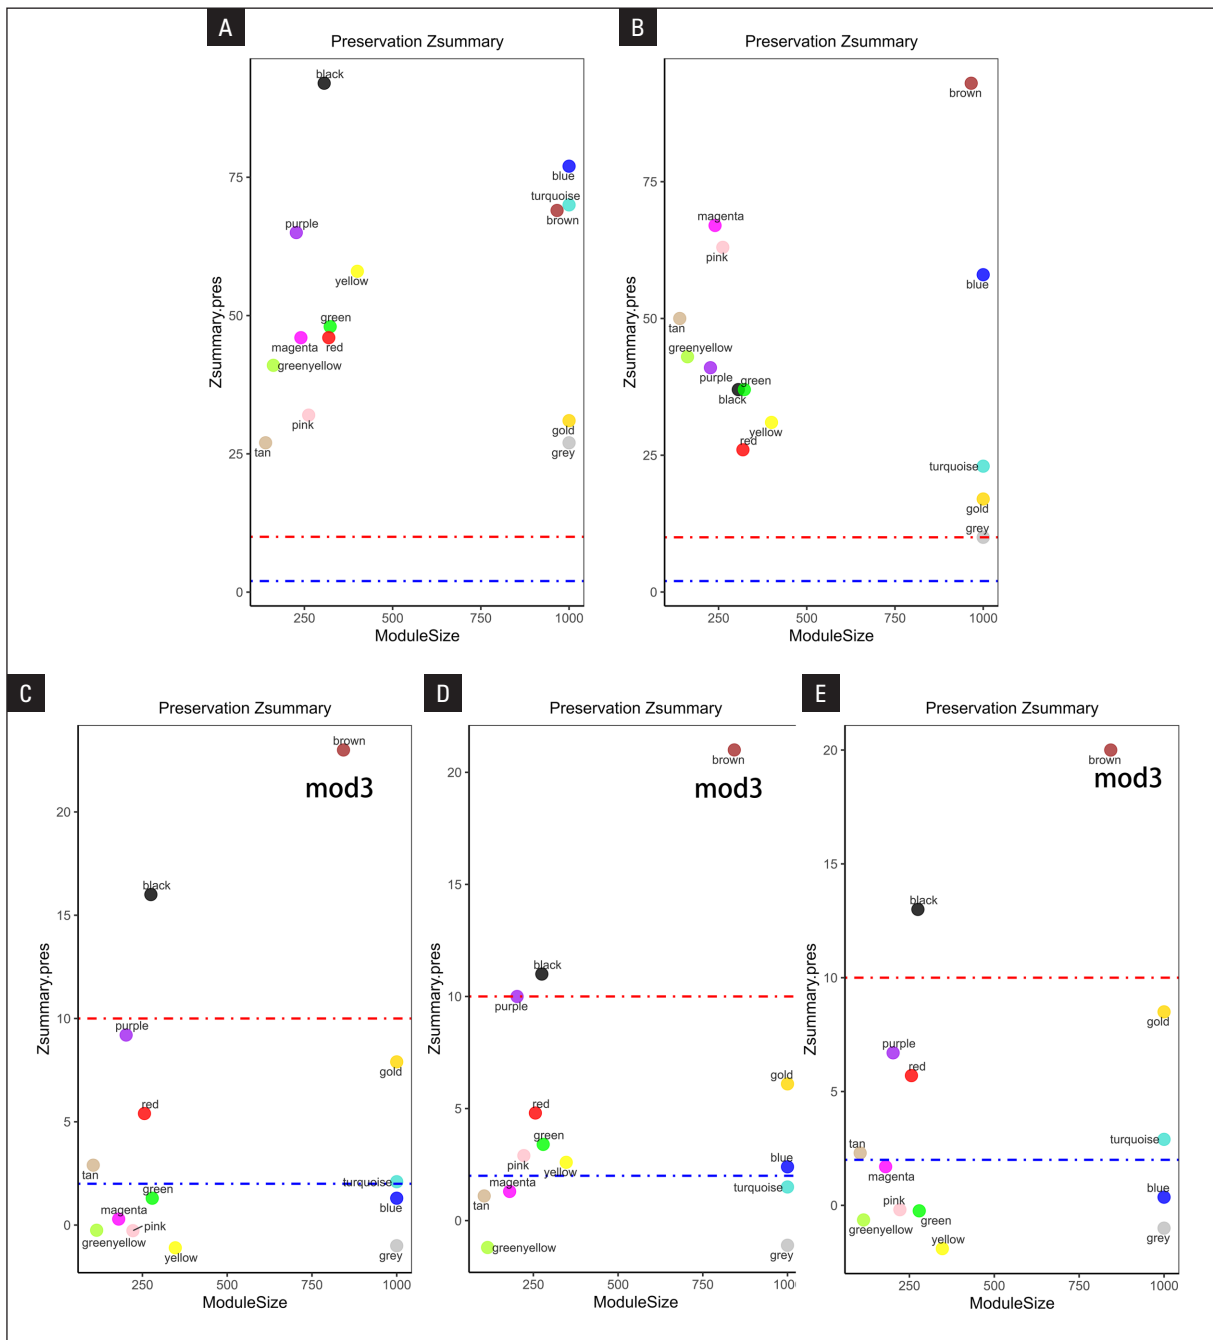 A
Preservation Zsummary
black
blue
turquoise
brown
purple
yellow
green
magenta
red
greenyellow
pink
gold
tan
grey
75
50
25
0
250
500
750
1000
Zsummary.pres
ModuleSize
B
Preservation Zsummary
brown
magenta
pink
blue
tan
greenyellow
purple
green
black
yellow
red
turquoise
gold
grey
75
50
25
0
250
500
750
1000
Zsummary.pres
ModuleSize
C
Preservation Zsummary
brown
mod3
black
purple
gold
red
tan
turquoise
green
blue
magenta
pink
greenyellow
yellow
grey
20
15
10
5
0
250
500
750
1000
Zsummary.pres
ModuleSize
D
Preservation Zsummary
brown
mod3
black
purple
gold
red
green
pink
yellow
blue
magenta
turquoise
tan
greenyellow
grey
20
15
10
5
0
250
500
750
1000
Zsummary.pres
ModuleSize
E
Preservation Zsummary
brown
mod3
black
gold
purple
red
turquoise
tan
magenta
blue
pink
greenyellow
green
yellow
grey
20
15
10
5
0
250
500
750
1000
Zsummary.pres
ModuleSize